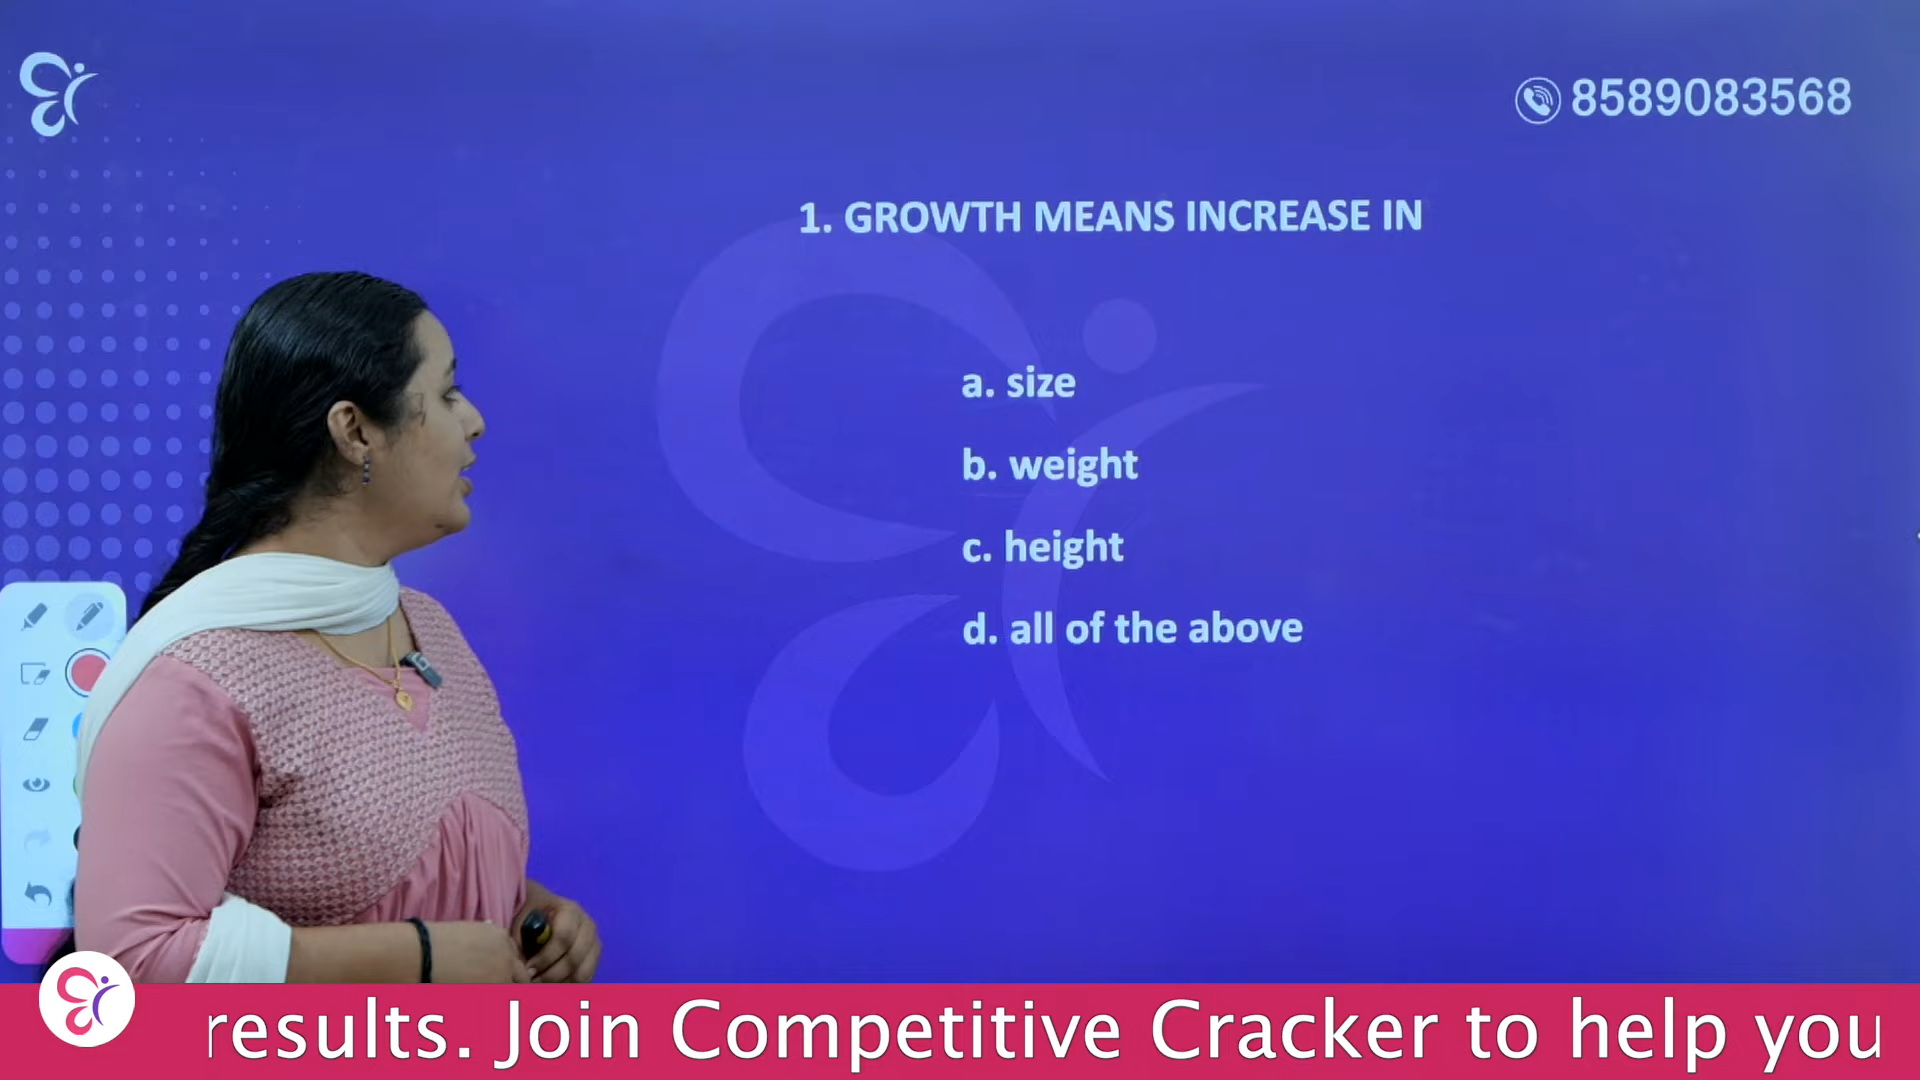 8589083568
1. GROWTH MEANS INCREASE IN
a. size
b. weight
c. height
d. all of the above
results. Join Competitive Cracker to help you